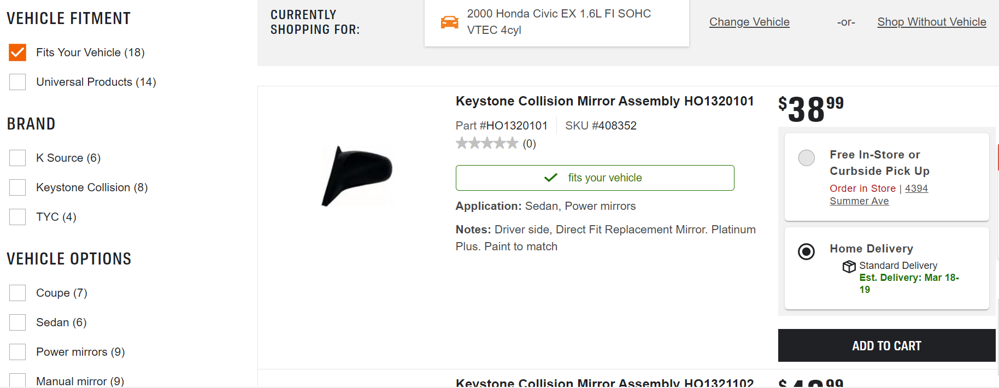 VEHICLE FITMENT
Fits Your Vehicle (18)
Universal Products (14)
BRAND
K Source (6)
Keystone Collision (8)
TYC (4)
VEHICLE OPTIONS
Coupe (7)
Sedan (6)
Power mirrors (9)
Manual mirror (9)
CURRENTLY
SHOPPING FOR:
2000 Honda Civic EX 1.6L FI SOHC
VTEC 4cyl
Change Vehicle
-or-
Shop Without Vehicle
Keystone Collision Mirror Assembly HO1320101
Part #HO1320101 SKU #408352
(0)
fits your vehicle
Application: Sedan, Power mirrors
Notes: Driver side, Direct Fit Replacement Mirror. Platinum
Plus. Paint to match
$38 99
Free In-Store or
Curbside Pick Up
Order in Store | 4394
Summer Ave
Home Delivery
Standard Delivery
Est. Delivery: Mar 18-
19
ADD TO CART
Keystone Collision Mirror Assembly HO1321102